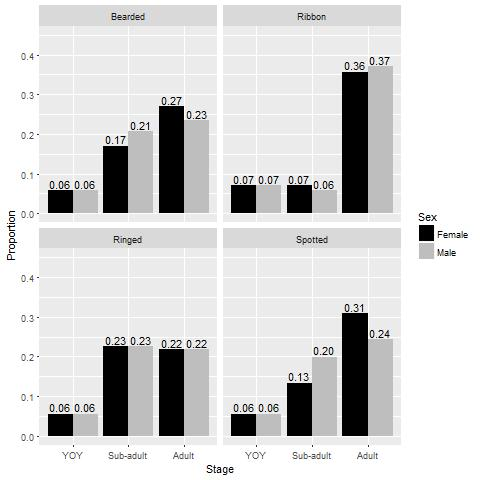 Bearded
Ribbon
0.4
0.3
0.2
0.1
0.0
0.06 0.06 0.17 0.21 0.27 0.23
0.07 0.07 0.07 0.06 0.36 0.37
Ringed
Spotted
0.4
0.3
0.2
0.1
0.0
0.06 0.06 0.23 0.23 0.22 0.22
0.06 0.06 0.13 0.20 0.31 0.24
YOY Sub-adult Adult
YOY Sub-adult Adult
Stage
Proportion
Sex
Female
Male